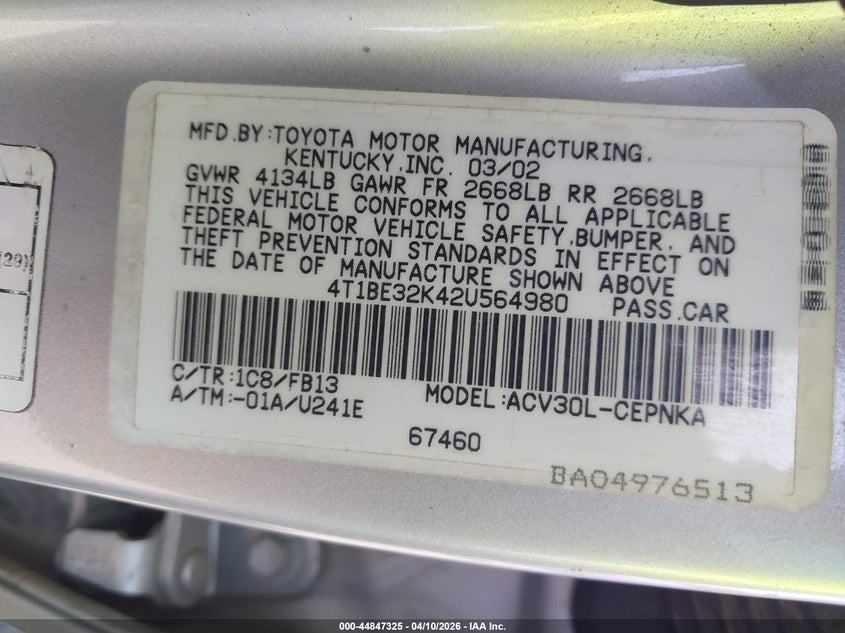 MFD.BY:TOYOTA MOTOR MANUFACTURING,
KENTUCKY,INC. 03/02
GVWR 4134LB GAWR FR 2668LB RR 2668LB
THIS VEHICLE CONFORMS TO ALL APPLICABLE
FEDERAL MOTOR VEHICLE SAFETY,BUMPER, AND
THEFT PREVENTION STANDARDS IN EFFECT ON
THE DATE OF MANUFACTURE SHOWN ABOVE
4T1BE32K42U564980 PASS.CAR
C/TR:1C8/FB13
A/TM:-01A/U241E
MODEL:ACV30L-CEPNKA
67460
BA04976513
(29)
000-44847325 | 04/10/2026 | IAA Inc.